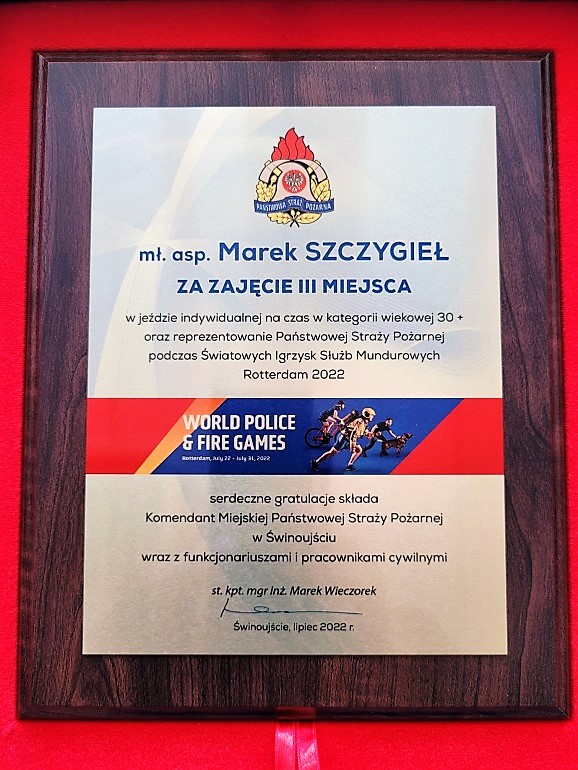 PAŃSTWOWA STRAŻ POŻARNA
mł. asp. Marek SZCZYGIEŁ
ZA ZAJĘCIE III MIEJSCA
w jeździe indywidualnej na czas w kategorii wiekowej 30 +
oraz reprezentowanie Państwowej Straży Pożarnej
podczas Światowych Igrzysk Służb Mundurowych
Rotterdam 2022
WORLD POLICE
& FIRE GAMES
Rotterdam, July 22 - July 31, 2022
serdeczne gratulacje składa
Komendant Miejskiej Państwowej Straży Pożarnej
w Świnoujściu
wraz z funkcjonariuszami i pracownikami cywilnymi
st. kpt. mgr inż. Marek Wieczorek
Świnoujście, lipiec 2022 r.